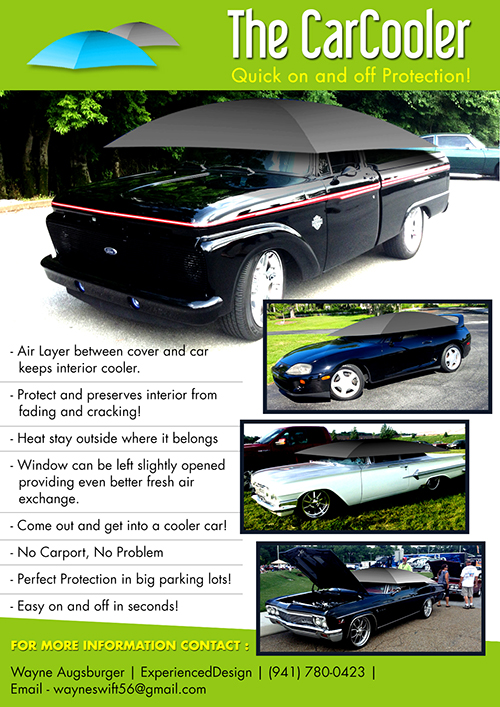 The CarCooler
Quick on and off Protection!
- Air Layer between cover and car
keeps interior cooler.
- Protect and preserves interior from
fading and cracking!
- Heat stay outside where it belongs
- Window can be left slightly opened
providing even better fresh air
exchange.
- Come out and get into a cooler car!
- No Carport, No Problem
- Perfect Protection in big parking lots!
- Easy on and off in seconds!
FOR MORE INFORMATION CONTACT :
Wayne Augsburger | ExperiencedDesign | (941) 780-0423 |
Email - wayneswift56@gmail.com